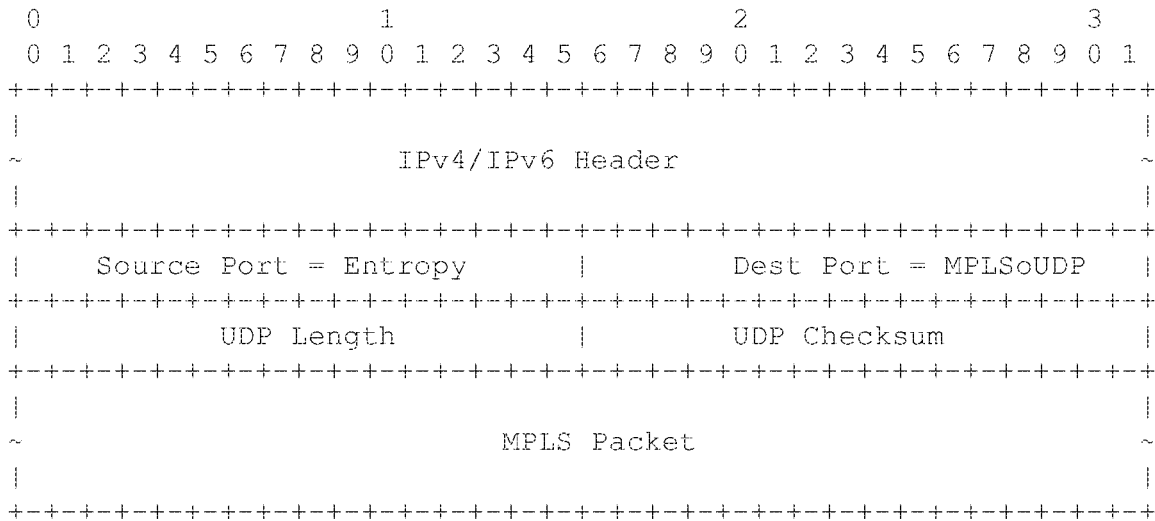 0                   1                   2                   3
 0 1 2 3 4 5 6 7 8 9 0 1 2 3 4 5 6 7 8 9 0 1 2 3 4 5 6 7 8 9 0 1
+-+-+-+-+-+-+-+-+-+-+-+-+-+-+-+-+-+-+-+-+-+-+-+-+-+-+-+-+-+-+-+-+
|                                                               |
~                     IPv4/IPv6 Header                          ~
|                                                               |
+-+-+-+-+-+-+-+-+-+-+-+-+-+-+-+-+-+-+-+-+-+-+-+-+-+-+-+-+-+-+-+-+
|    Source Port = Entropy      |        Dest Port = MPLSoUDP   |
+-+-+-+-+-+-+-+-+-+-+-+-+-+-+-+-+-+-+-+-+-+-+-+-+-+-+-+-+-+-+-+-+
|           UDP Length          |        UDP Checksum           |
+-+-+-+-+-+-+-+-+-+-+-+-+-+-+-+-+-+-+-+-+-+-+-+-+-+-+-+-+-+-+-+-+
|                                                               |
~                           MPLS Packet                         ~
|                                                               |
+-+-+-+-+-+-+-+-+-+-+-+-+-+-+-+-+-+-+-+-+-+-+-+-+-+-+-+-+-+-+-+-+